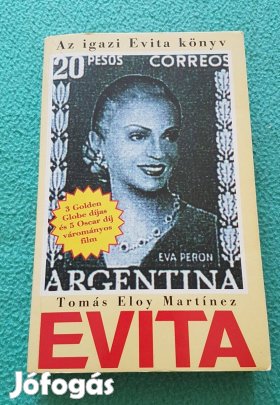 Az igazi Evita könyv
20 PESOS CORREOS
3 Golden
Globe díjas
és 5 Oscar díj
várományos
film
EVA PERON
ARGENTINA
Tomás Eloy Martínez
EVITA
Jófogás